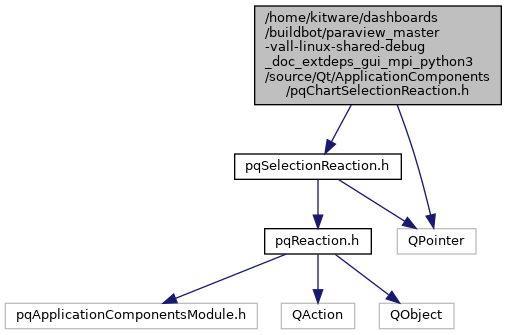 /home/kitware/dashboards
/buildbot/paraview_master
-vall-linux-shared-debug
_doc_extdeps_gui_mpi_python3
/source/Qt/ApplicationComponents
/pqChartSelectionReaction.h
pqSelectionReaction.h
pqReaction.h
QPointer
pqApplicationComponentsModule.h
QAction
QObject